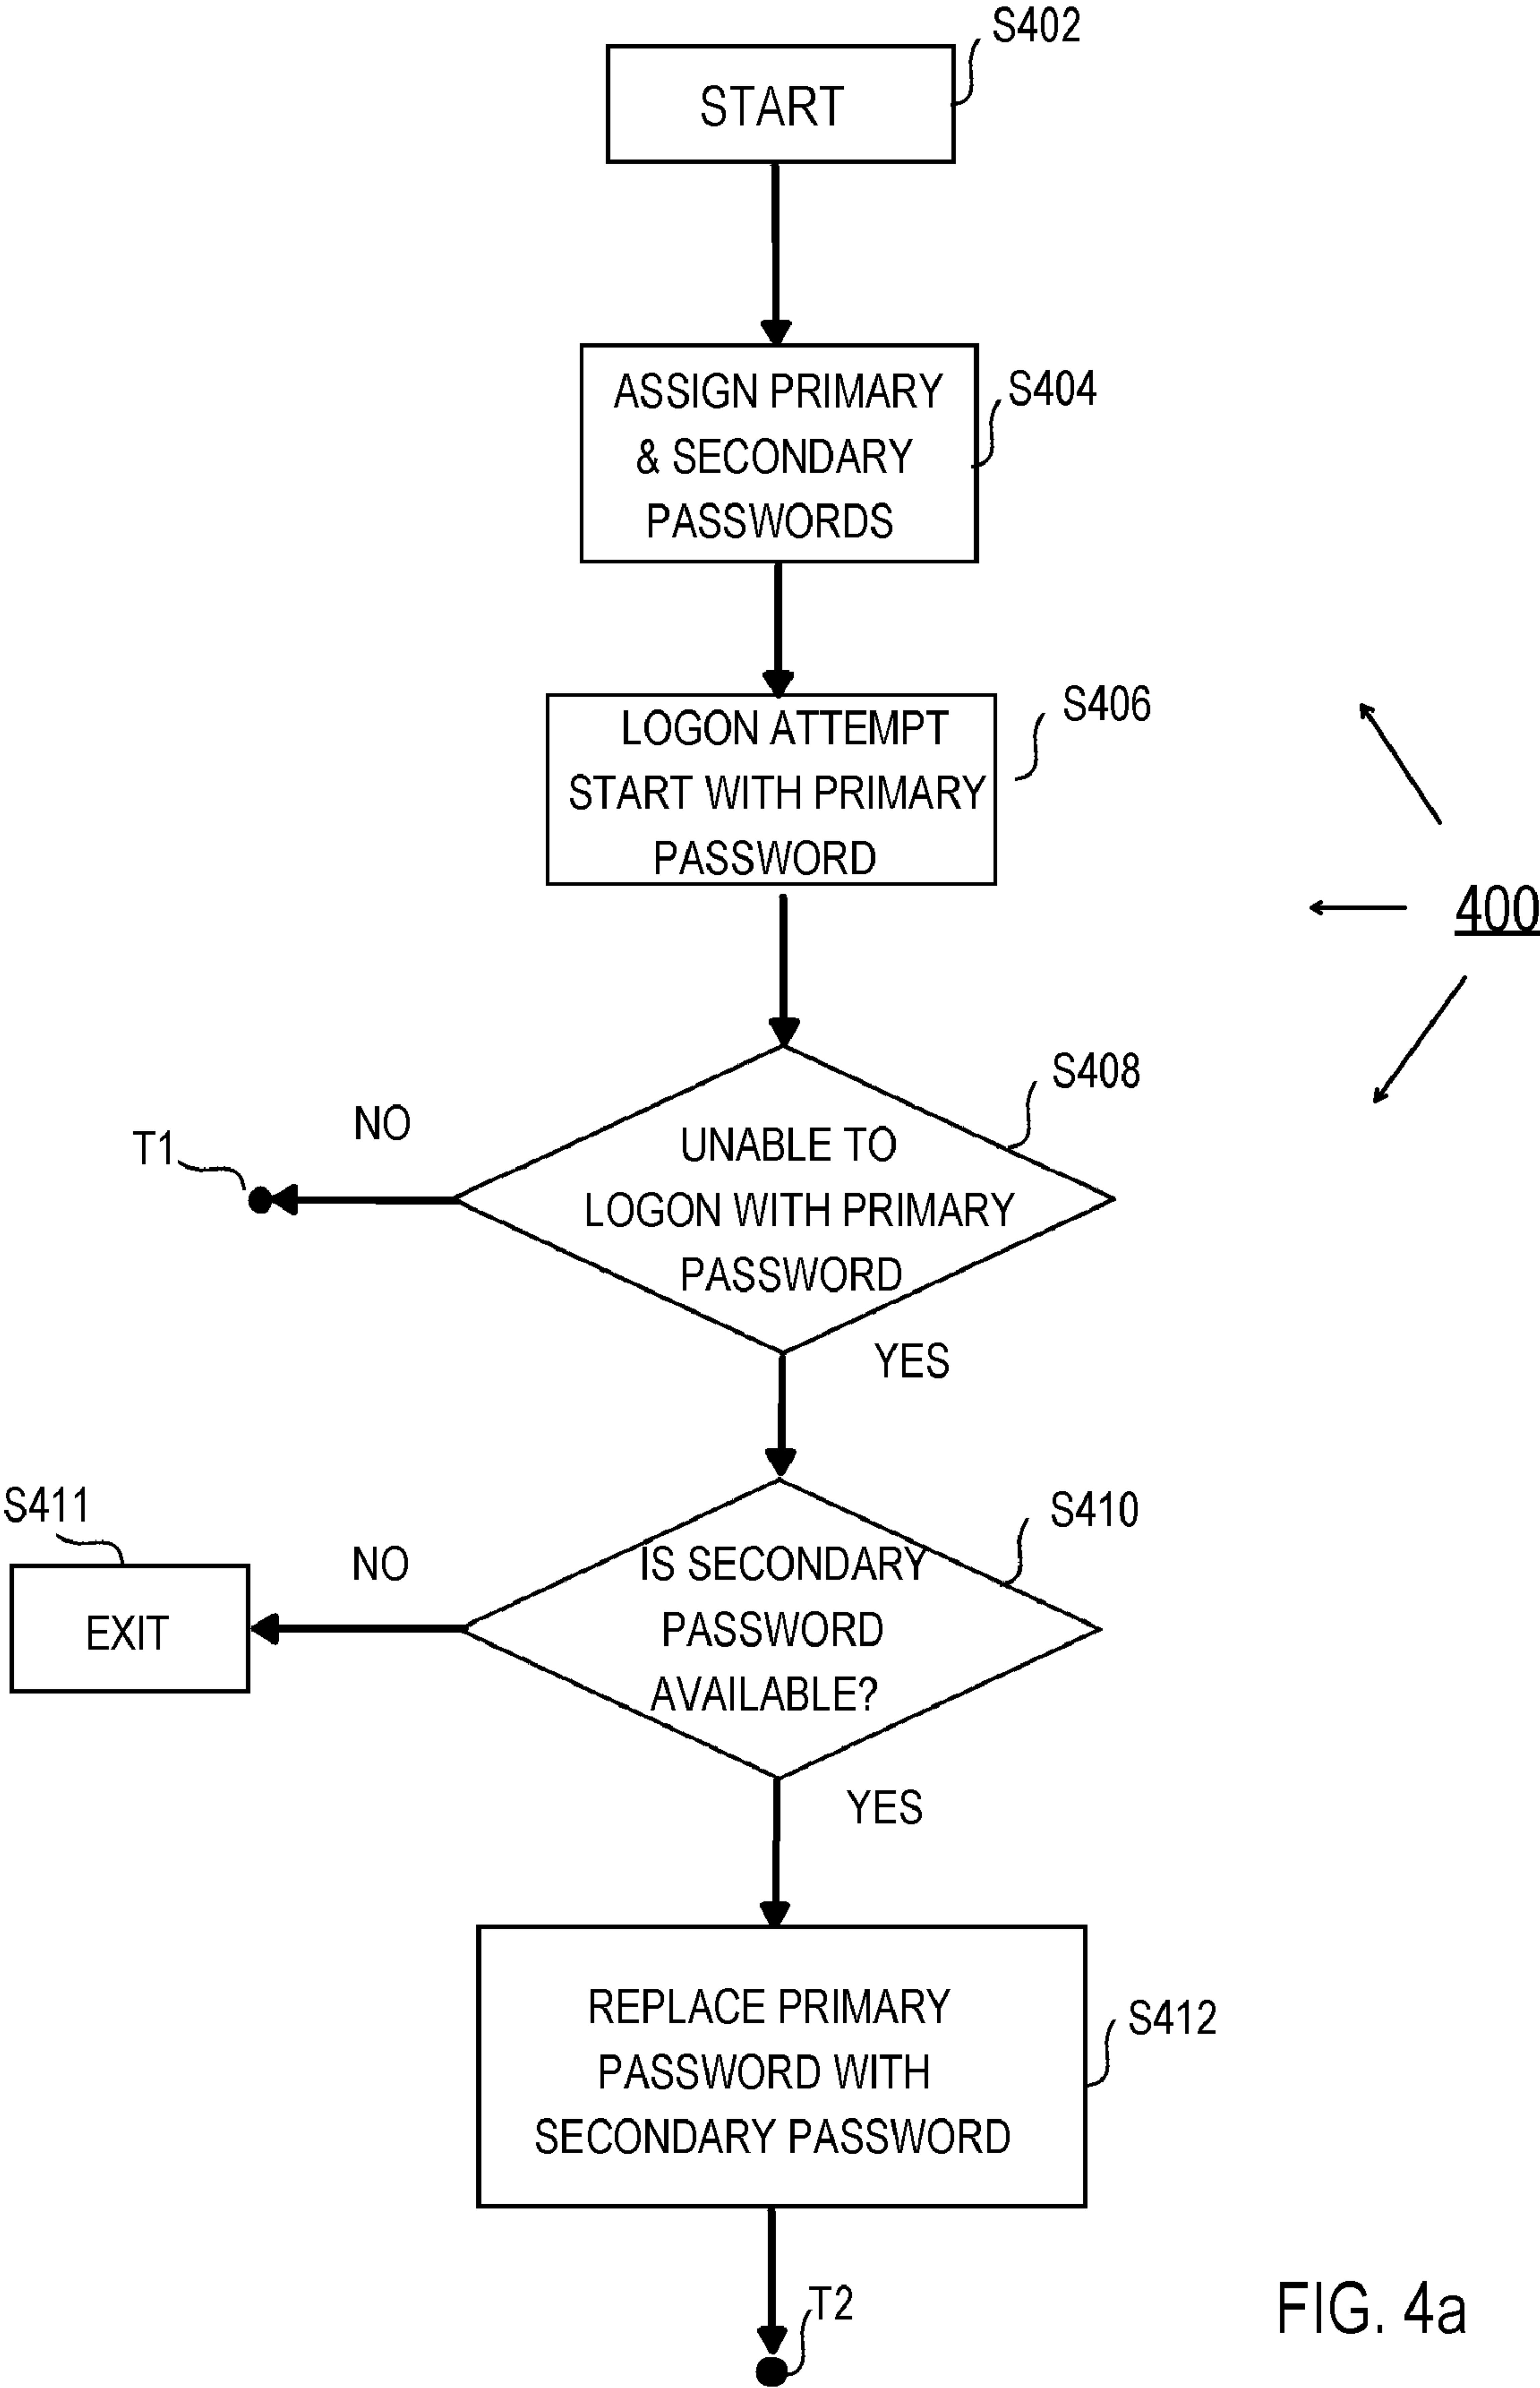 S402
START
ASSIGN PRIMARY
& SECONDARY
PASSWORDS
S404
LOGON ATTEMPT
START WITH PRIMARY
PASSWORD
S406
400
S408
NO
T1
UNABLE TO
LOGON WITH PRIMARY
PASSWORD
YES
S411
EXIT
NO
S410
IS SECONDARY
PASSWORD
AVAILABLE?
YES
REPLACE PRIMARY
PASSWORD WITH
SECONDARY PASSWORD
S412
T2
FIG. 4a